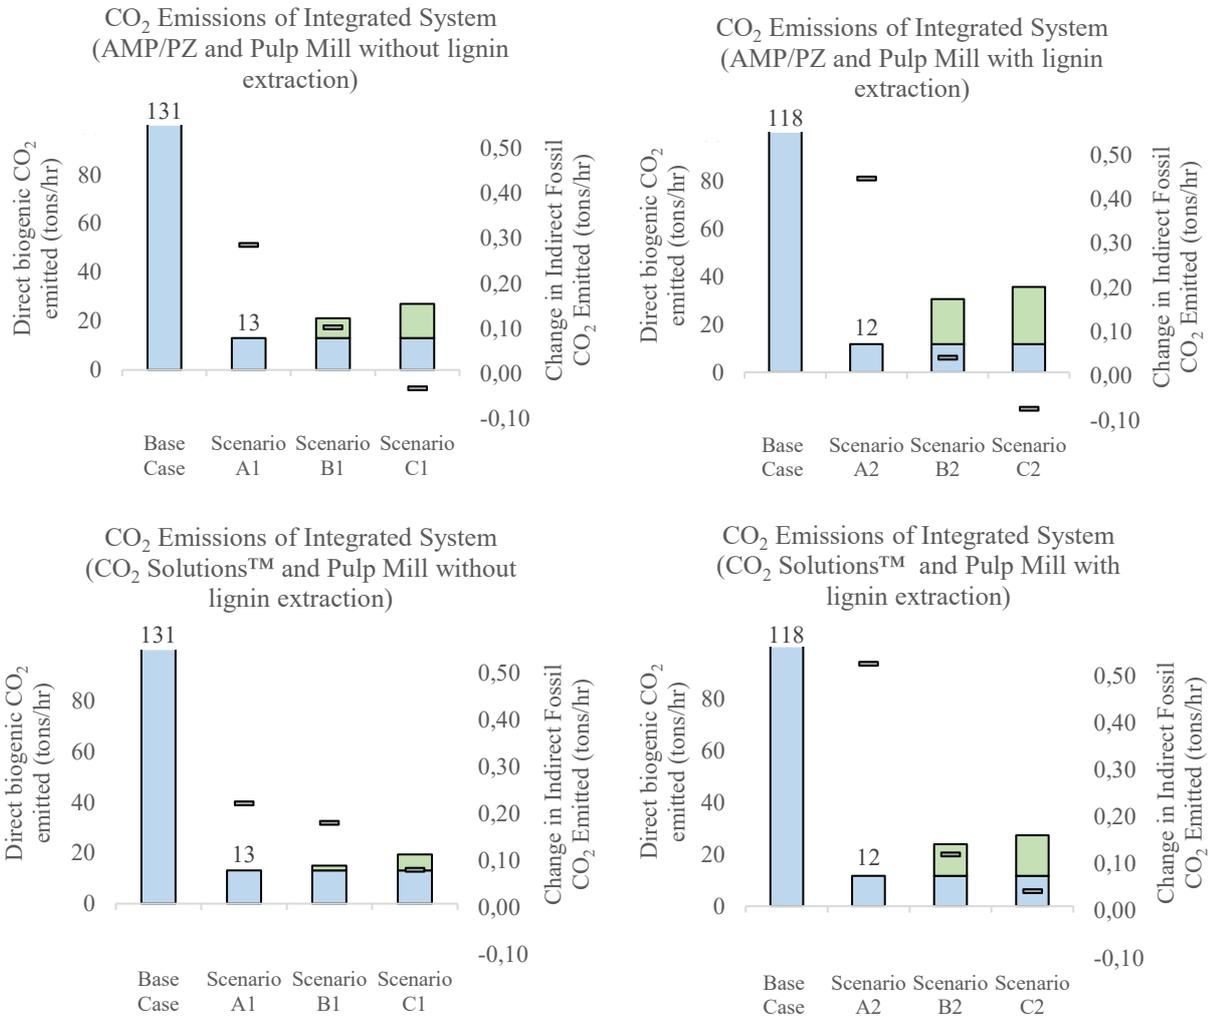 CO₂ Emissions of Integrated System
(AMP/PZ and Pulp Mill without lignin
extraction)
131
Direct biogenic CO₂
emitted (tons/hr)
80
60
40
20
0
13
0,50
0,40
0,30
0,20
0,10
0,00
-0,10
Change in Indirect Fossil
CO₂ Emitted (tons/hr)
Base
Case
Scenario
A1
Scenario
B1
Scenario
C1
CO₂ Emissions of Integrated System
(AMP/PZ and Pulp Mill with lignin
extraction)
118
Direct biogenic CO₂
emitted (tons/hr)
80
60
40
20
0
12
0,50
0,40
0,30
0,20
0,10
0,00
-0,10
Change in Indirect Fossil
CO₂ Emitted (tons/hr)
Base
Case
Scenario
A2
Scenario
B2
Scenario
C2
CO₂ Emissions of Integrated System
(CO₂ Solutions™ and Pulp Mill without
lignin extraction)
131
Direct biogenic CO₂
emitted (tons/hr)
80
60
40
20
0
13
0,50
0,40
0,30
0,20
0,10
0,00
-0,10
Change in Indirect Fossil
CO₂ Emitted (tons/hr)
Base
Case
Scenario
A1
Scenario
B1
Scenario
C1
CO₂ Emissions of Integrated System
(CO₂ Solutions™ and Pulp Mill with
lignin extraction)
118
Direct biogenic CO₂
emitted (tons/hr)
80
60
40
20
0
12
0,50
0,40
0,30
0,20
0,10
0,00
-0,10
Change in Indirect Fossil
CO₂ Emitted (tons/hr)
Base
Case
Scenario
A2
Scenario
B2
Scenario
C2